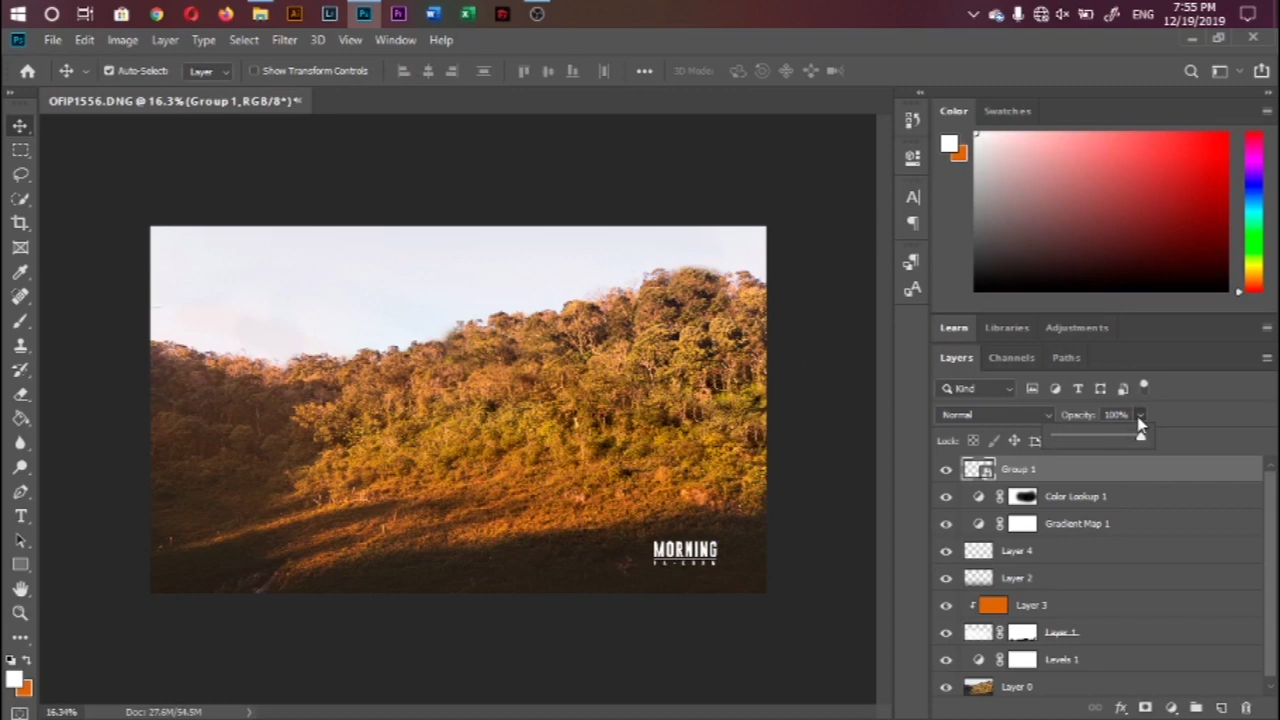 7:55 PM
ENG
12/19/2019
File Edit Image Layer Type Select Filter 3D View Window Help
Auto-Select: Layer Show Transform Controls 3D Mode:
OFIP1556.DNG @ 16.3% (Group 1, RGB/8*) *
Color Swatches
Learn Libraries Adjustments
Layers Channels Paths
Kind
Normal Opacity: 100%
Lock:
Group 1
Color Lookup 1
Gradient Map 1
Layer 4
Layer 2
Layer 3
Layer 1
Levels 1
Layer 0
MORNING
16.34% Doc: 27.6M/54.5M